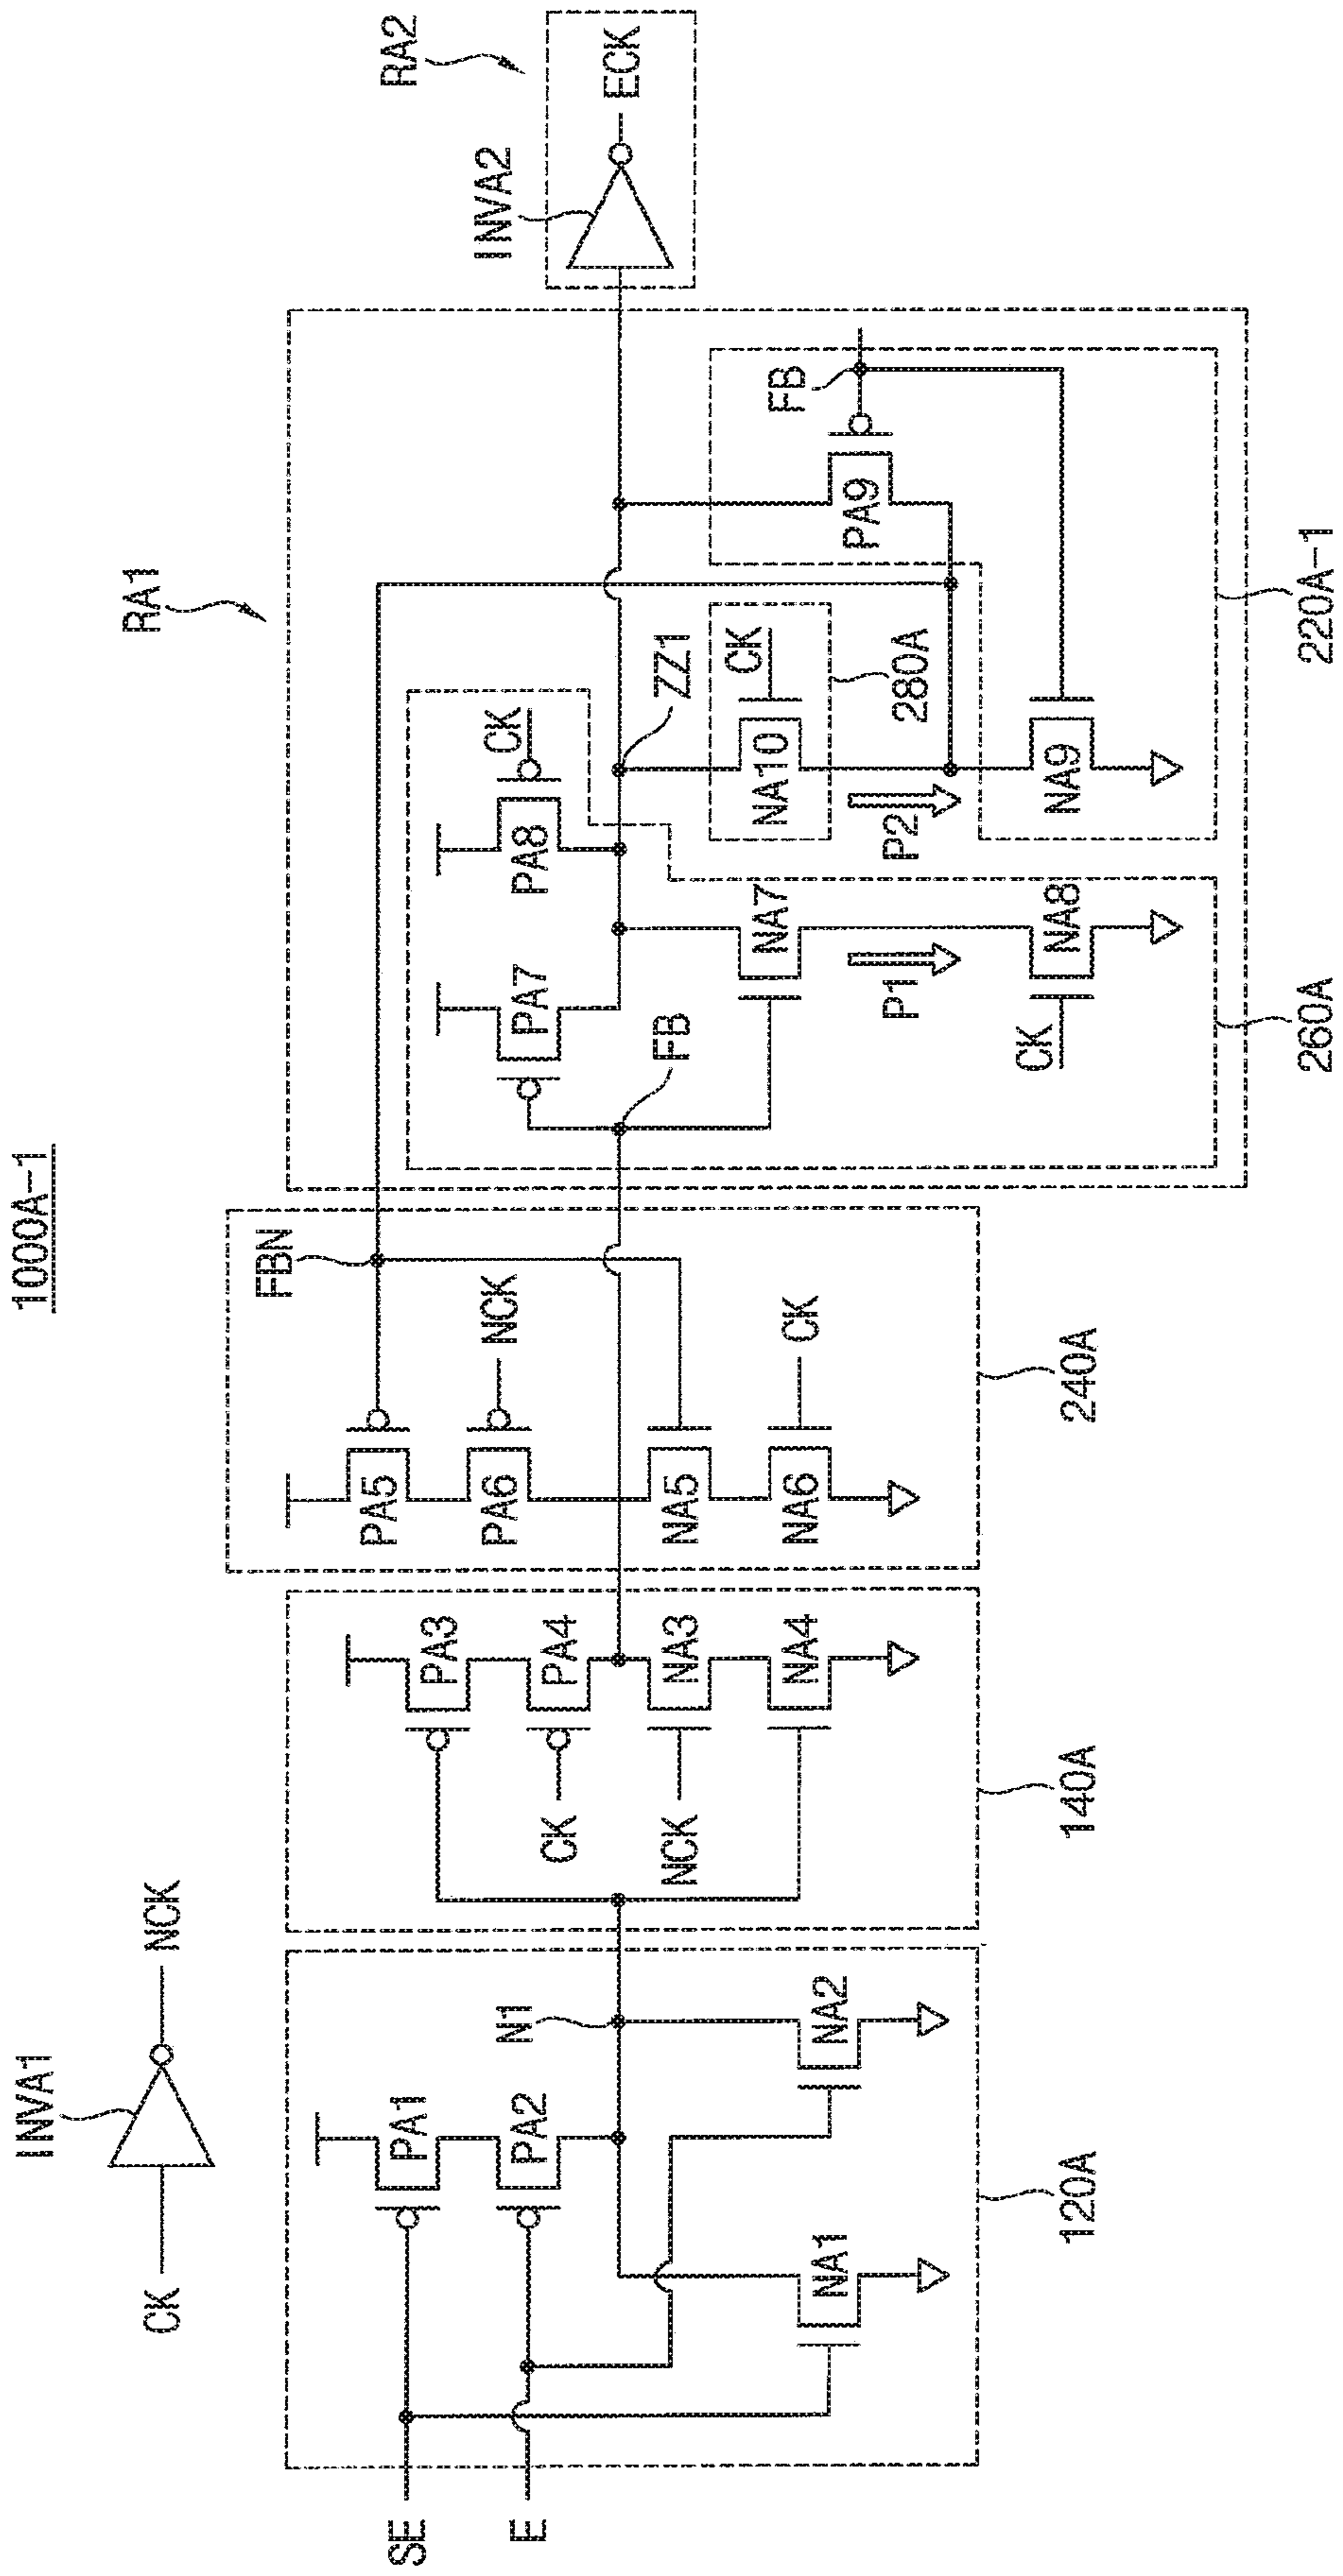 1000A-1
INVA1
CK
NCK
SE
E
PA1
PA2
N1
NA1
NA2
120A
PA3
PA4
CK
NCK
NA3
NA4
140A
FBN
PA5
PA6
NCK
NA5
NA6
CK
240A
RA1
PA7
PA8
CK
FB
ZZ1
NA7
P1
CK
NA8
260A
NA10
CK
280A
P2
NA9
PA9
FB
220A-1
RA2
INVA2
ECK